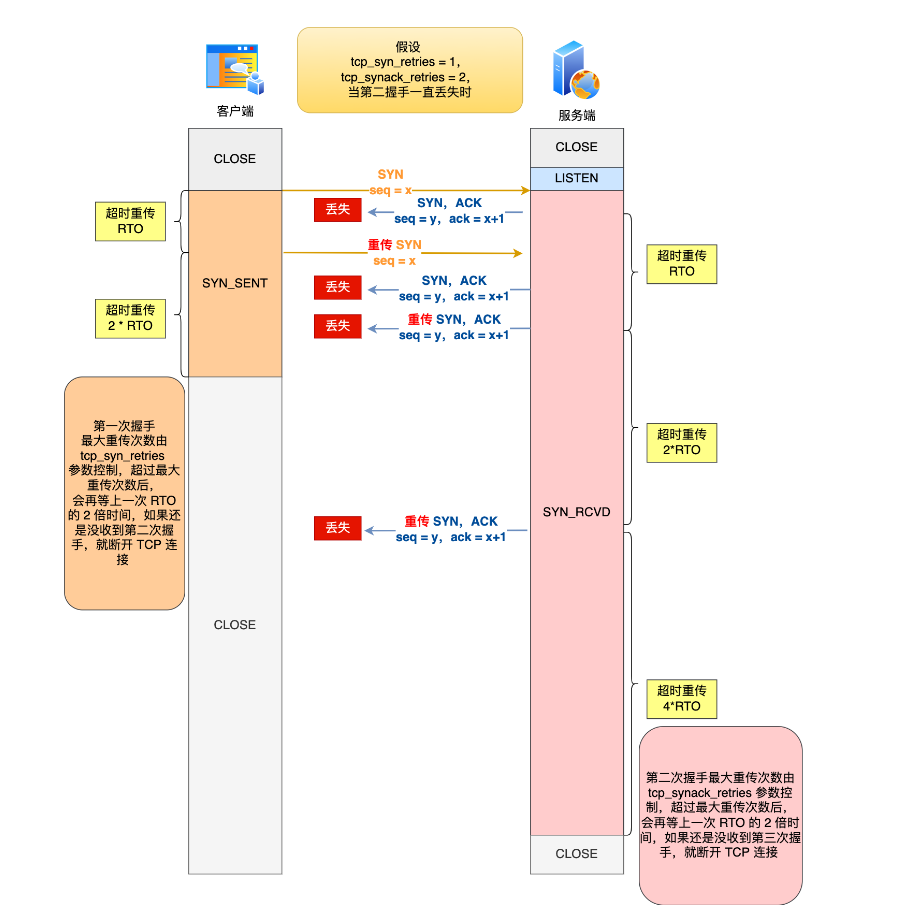 假设
tcp_syn_retries = 1，
tcp_synack_retries = 2，
当第二握手一直丢失时
客户端
服务端
CLOSE
CLOSE
LISTEN
SYN
seq = x
丢失
SYN，ACK
seq = y，ack = x+1
超时重传
RTO
重传 SYN
seq = x
超时重传
RTO
SYN_SENT
丢失
SYN，ACK
seq = y，ack = x+1
超时重传
2 * RTO
丢失
重传 SYN，ACK
seq = y，ack = x+1
第一次握手
最大重传次数由
tcp_syn_retries
参数控制，超过最大
重传次数后，
会再等上一次 RTO
的 2 倍时间，如果还
是没收到第二次握
手，就断开 TCP 连
接
超时重传
2*RTO
SYN_RCVD
丢失
重传 SYN，ACK
seq = y，ack = x+1
CLOSE
超时重传
4*RTO
第二次握手最大重传次数由
tcp_synack_retries 参数控
制，超过最大重传次数后，
会再等上一次 RTO 的 2 倍时
间，如果还是没收到第三次握
手，就断开 TCP 连接
CLOSE